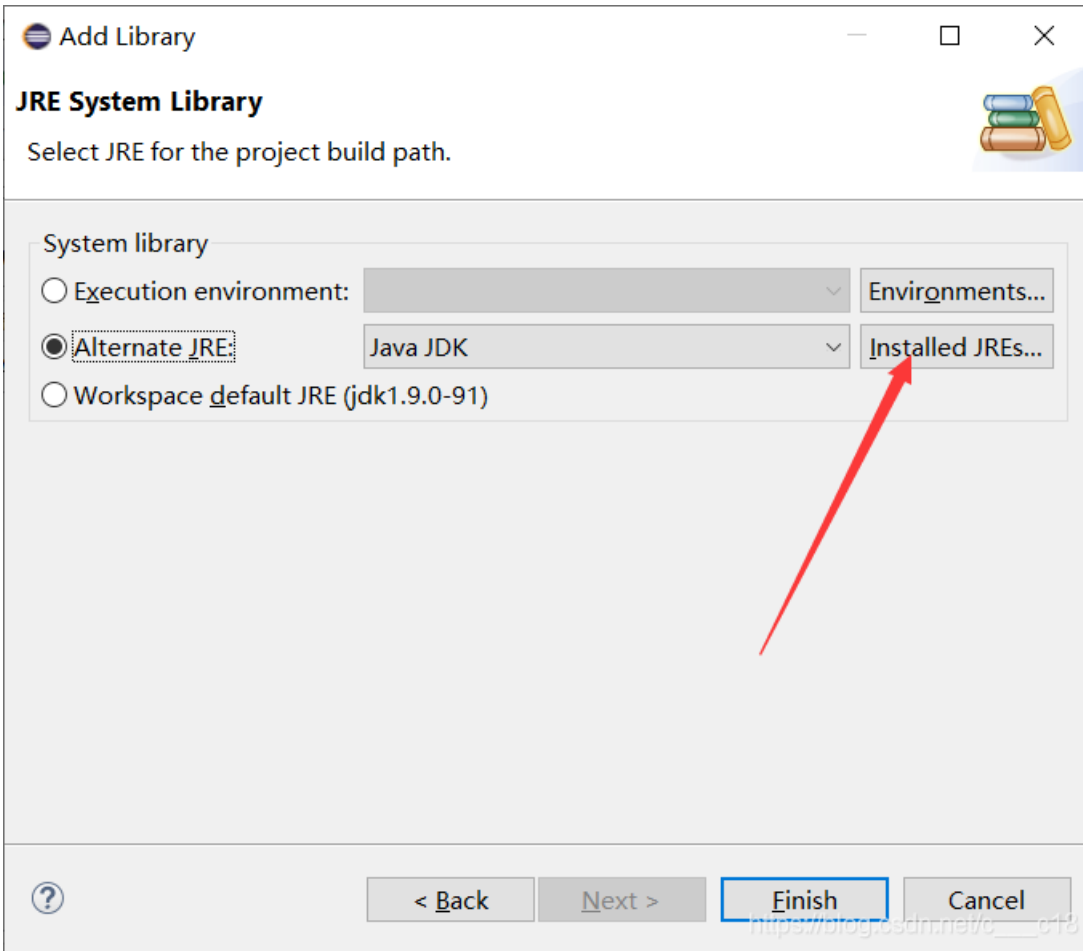 Add Library
JRE System Library
Select JRE for the project build path.
System library
Execution environment: Environments...
Alternate JRE: Java JDK Installed JREs...
Workspace default JRE (jdk1.9.0-91)
? < Back Next > Finish Cancel
https://blog.csdn.net/c____c18